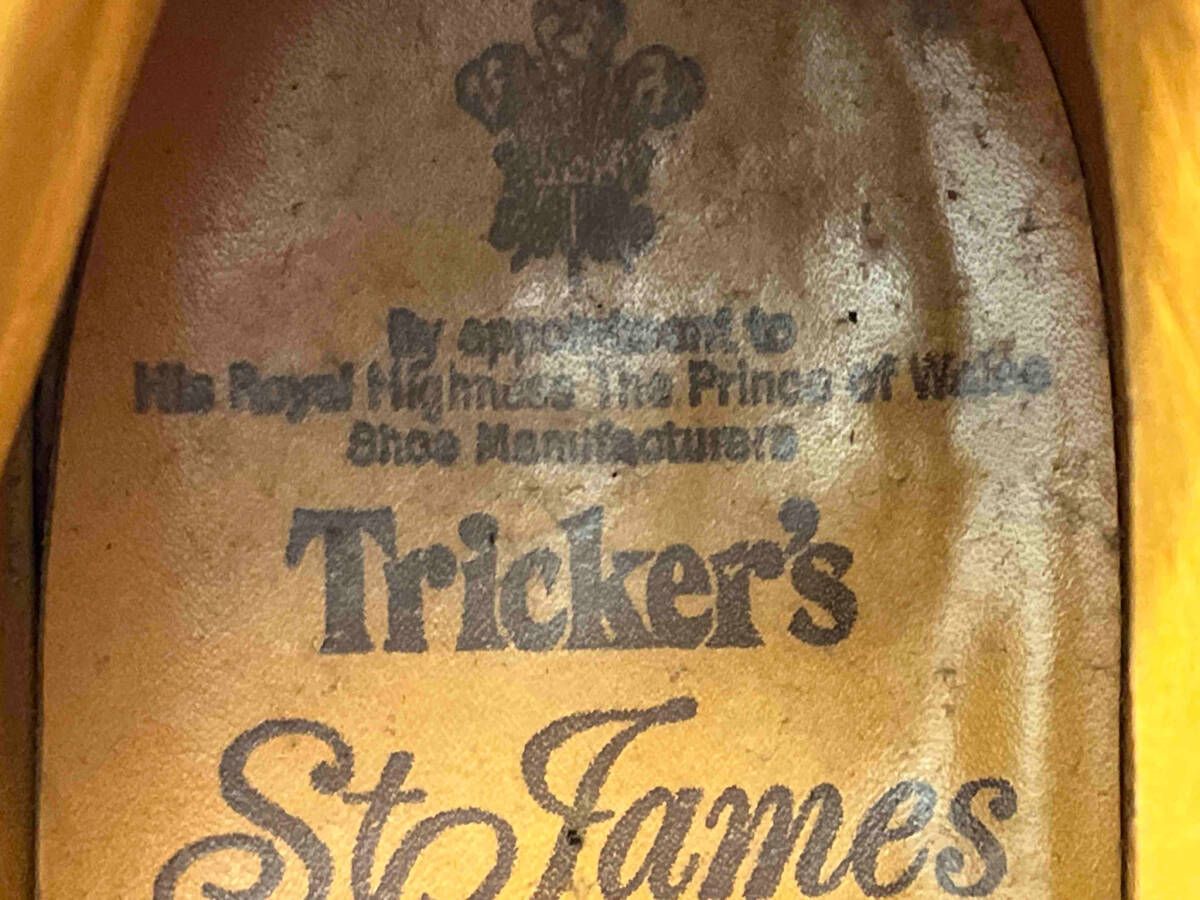 By appointment to
His Royal Highness The Prince of Wales
Shoe Manufacturers
Tricker's
St James